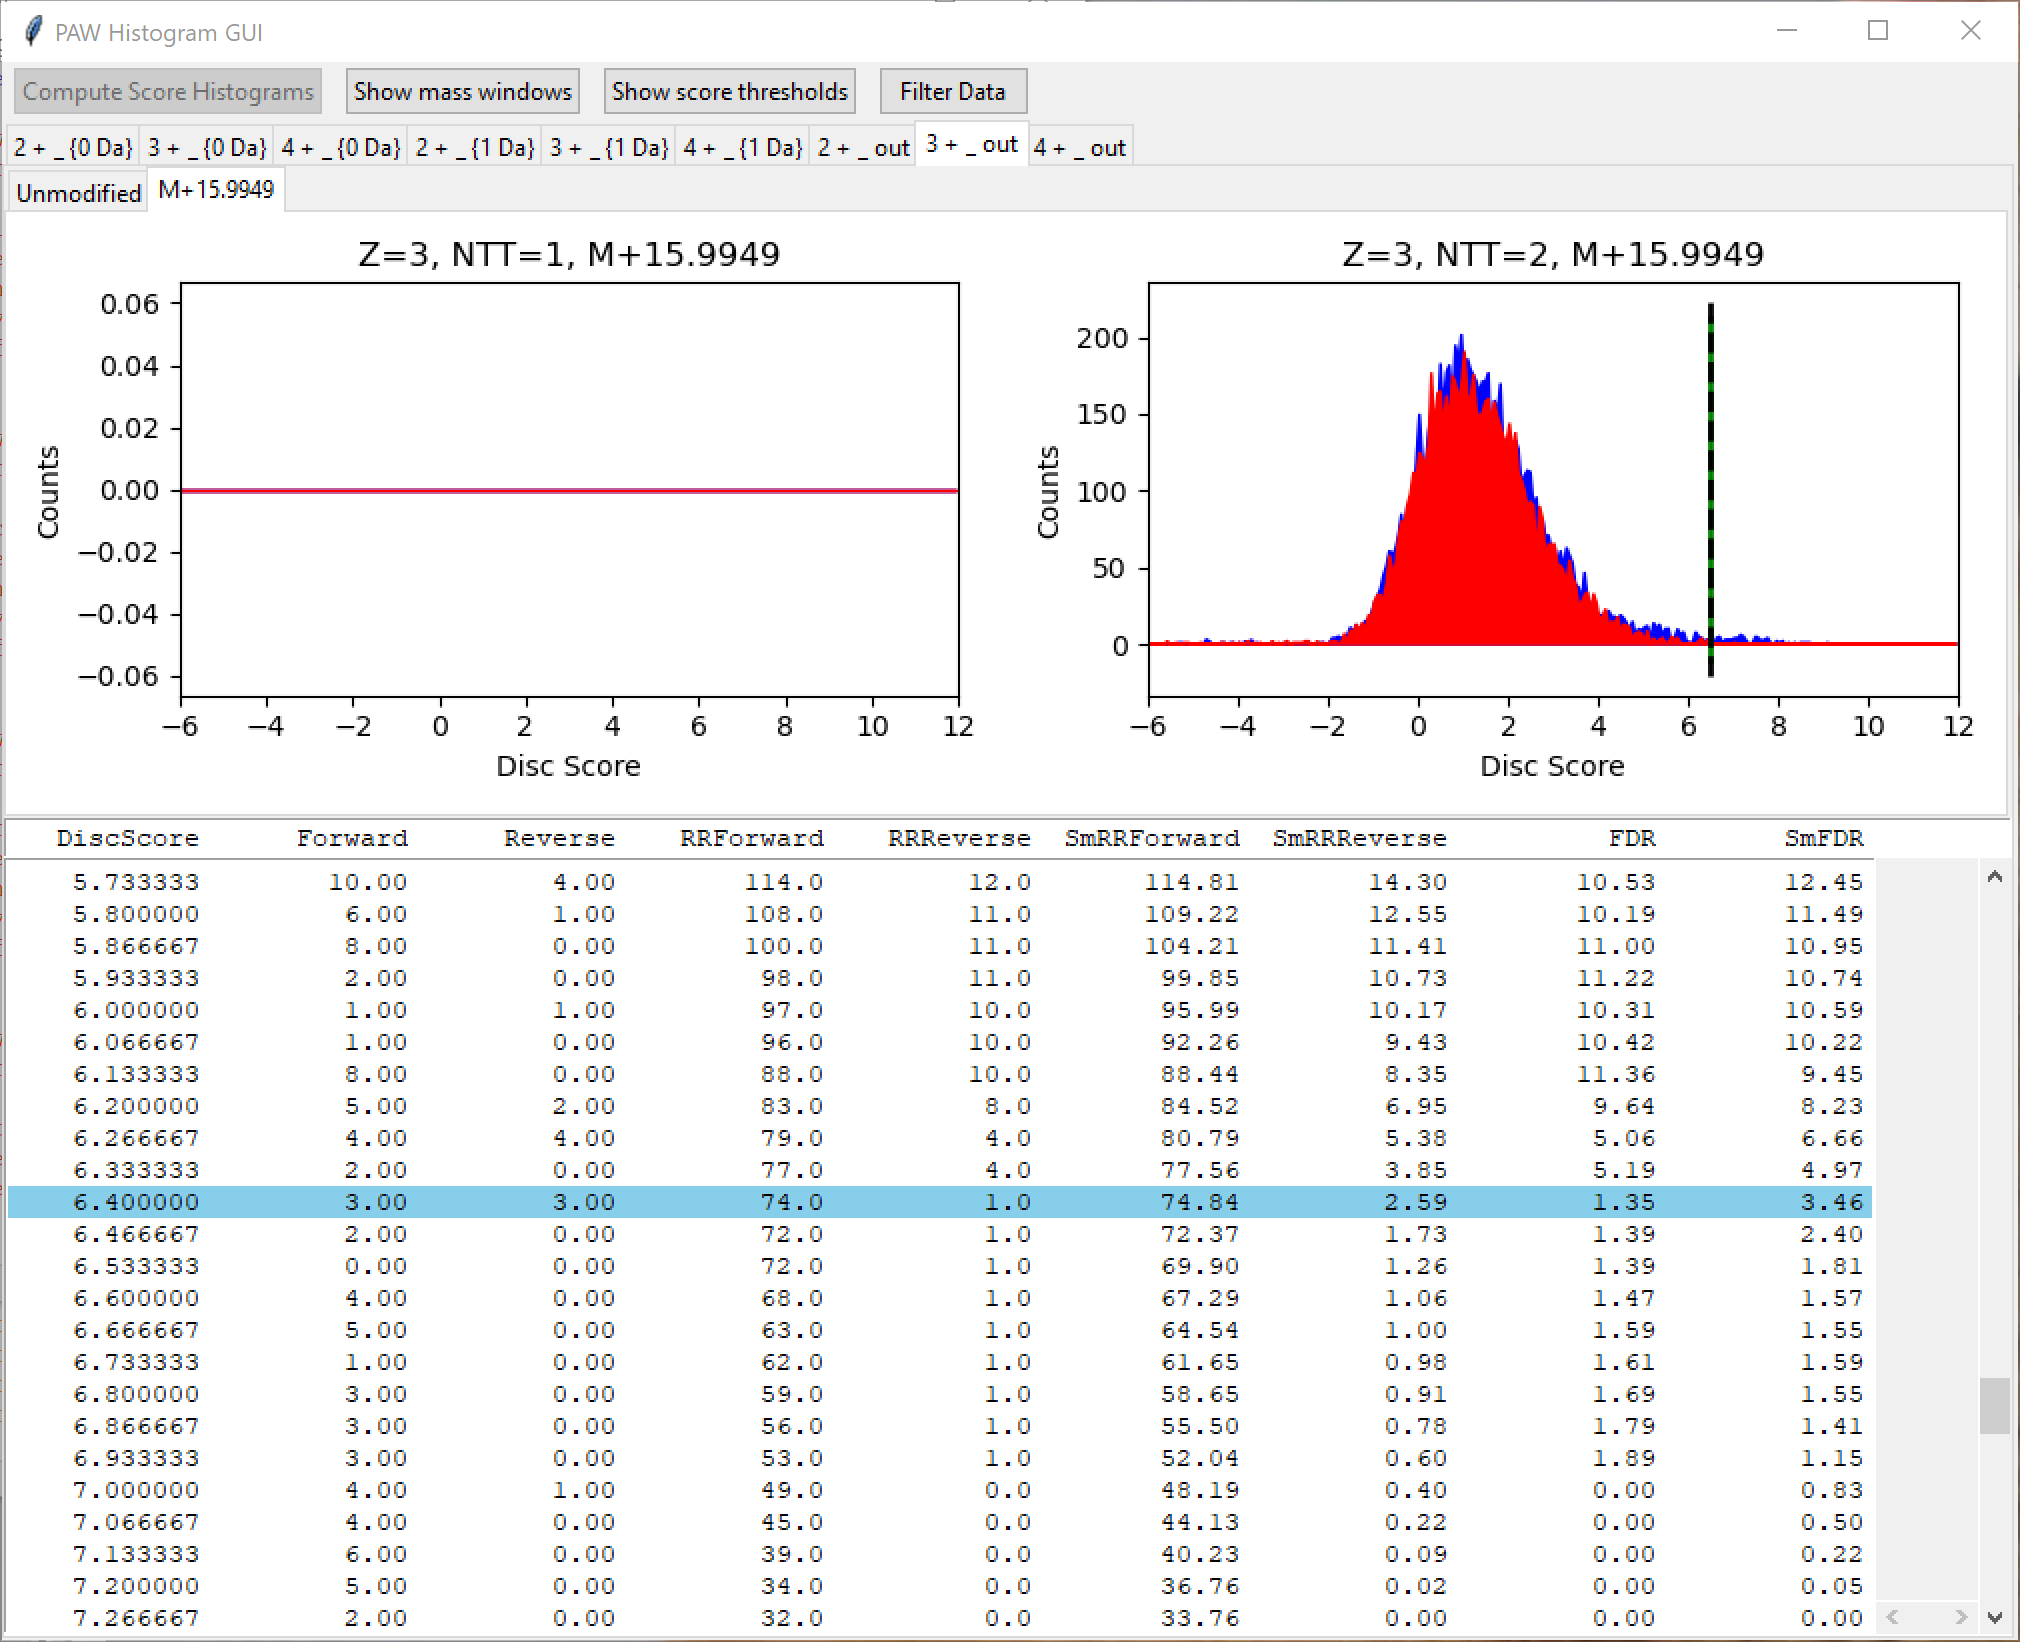 PAW Histogram GUI
Compute Score Histograms Show mass windows Show score thresholds Filter Data
2 + _ {0 Da} 3 + _ {0 Da} 4 + _ {0 Da} 2 + _ {1 Da} 3 + _ {1 Da} 4 + _ {1 Da} 2 + _ out 3 + _ out 4 + _ out
Unmodified M+15.9949
Z=3, NTT=1, M+15.9949
0.06
0.04
0.02
0.00
−0.02
−0.04
−0.06
Counts
−6 −4 −2 0 2 4 6 8 10 12
Disc Score
Z=3, NTT=2, M+15.9949
200
150
100
50
0
Counts
−6 −4 −2 0 2 4 6 8 10 12
Disc Score
DiscScore Forward Reverse RRForward RRReverse SmRRForward SmRRReverse FDR SmFDR
5.733333 10.00 4.00 114.0 12.0 114.81 14.30 10.53 12.45
5.800000 6.00 1.00 108.0 11.0 109.22 12.55 10.19 11.49
5.866667 8.00 0.00 100.0 11.0 104.21 11.41 11.00 10.95
5.933333 2.00 0.00 98.0 11.0 99.85 10.73 11.22 10.74
6.000000 1.00 1.00 97.0 10.0 95.99 10.17 10.31 10.59
6.066667 1.00 0.00 96.0 10.0 92.26 9.43 10.42 10.22
6.133333 8.00 0.00 88.0 10.0 88.44 8.35 11.36 9.45
6.200000 5.00 2.00 83.0 8.0 84.52 6.95 9.64 8.23
6.266667 4.00 4.00 79.0 4.0 80.79 5.38 5.06 6.66
6.333333 2.00 0.00 77.0 4.0 77.56 3.85 5.19 4.97
6.400000 3.00 3.00 74.0 1.0 74.84 2.59 1.35 3.46
6.466667 2.00 0.00 72.0 1.0 72.37 1.73 1.39 2.40
6.533333 0.00 0.00 72.0 1.0 69.90 1.26 1.39 1.81
6.600000 4.00 0.00 68.0 1.0 67.29 1.06 1.47 1.57
6.666667 5.00 0.00 63.0 1.0 64.54 1.00 1.59 1.55
6.733333 1.00 0.00 62.0 1.0 61.65 0.98 1.61 1.59
6.800000 3.00 0.00 59.0 1.0 58.65 0.91 1.69 1.55
6.866667 3.00 0.00 56.0 1.0 55.50 0.78 1.79 1.41
6.933333 3.00 0.00 53.0 1.0 52.04 0.60 1.89 1.15
7.000000 4.00 1.00 49.0 0.0 48.19 0.40 0.00 0.83
7.066667 4.00 0.00 45.0 0.0 44.13 0.22 0.00 0.50
7.133333 6.00 0.00 39.0 0.0 40.23 0.09 0.00 0.22
7.200000 5.00 0.00 34.0 0.0 36.76 0.02 0.00 0.05
7.266667 2.00 0.00 32.0 0.0 33.76 0.00 0.00 0.00